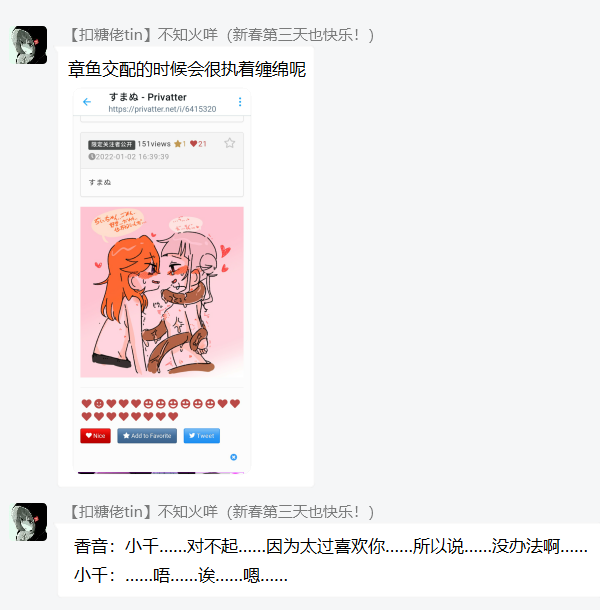 【扣糖佬tin】不知火咩（新春第三天也快乐！）
章鱼交配的时候会很执着缠绵呢
すまぬ - Privatter
https://privatter.net/i/6415320
限定关注者公开 151views ★1 ♥21
2022-01-02 16:39:39
すまぬ
Nice Add to Favorite Tweet
【扣糖佬tin】不知火咩（新春第三天也快乐！）
香音：小千......对不起......因为太过喜欢你......所以说......没办法啊......
小千：......唔......诶......嗯......